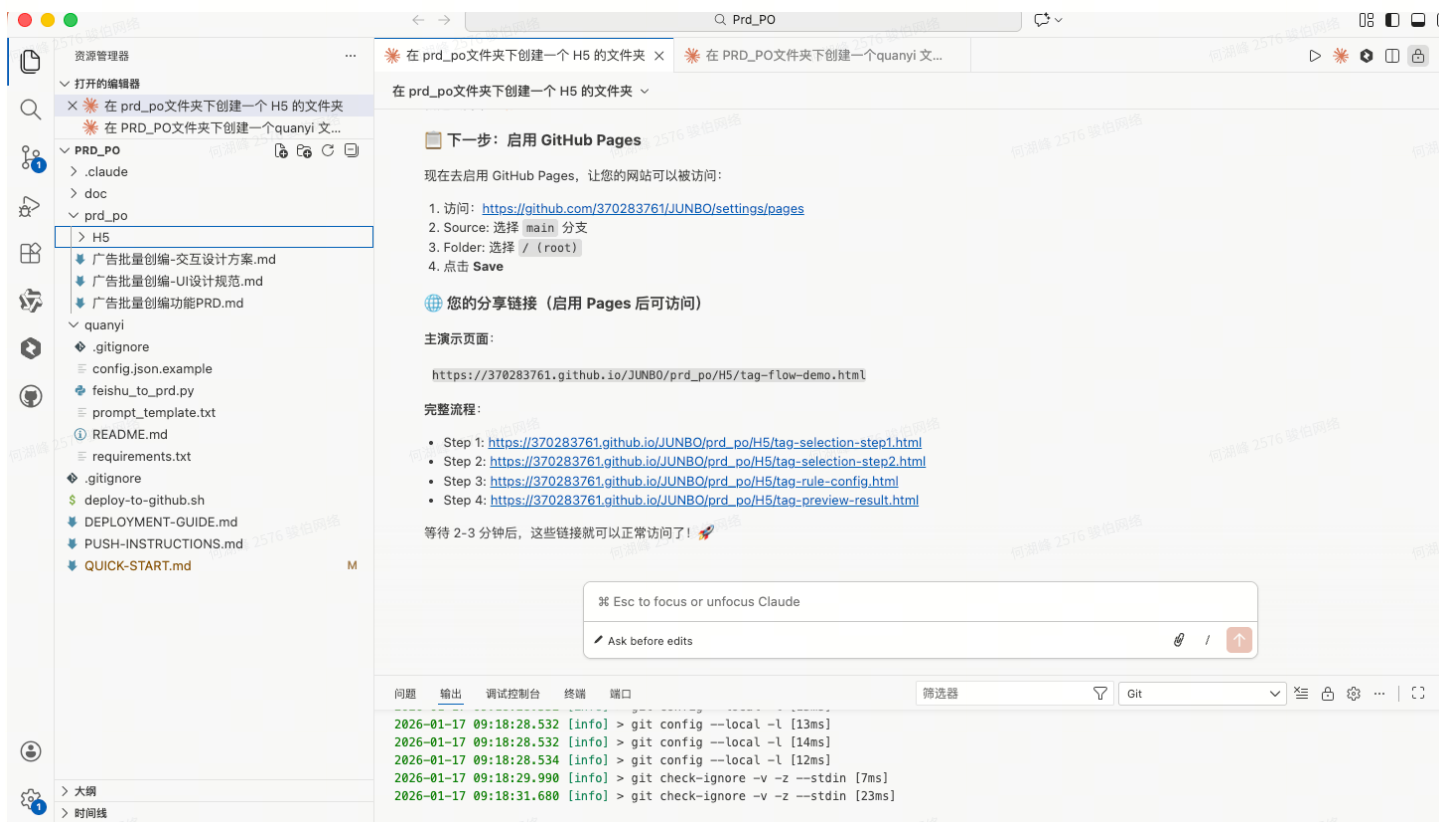 Prd_PO
资源管理器
打开的编辑器
在 prd_po文件夹下创建一个 H5 的文件夹
在 PRD_PO文件夹下创建一个quanyi 文...
PRD_PO
.claude
doc
prd_po
H5
广告批量创编-交互设计方案.md
广告批量创编-UI设计规范.md
广告批量创编功能PRD.md
quanyi
.gitignore
config.json.example
feishu_to_prd.py
prompt_template.txt
README.md
requirements.txt
.gitignore
$ deploy-to-github.sh
DEPLOYMENT-GUIDE.md
PUSH-INSTRUCTIONS.md
QUICK-START.md M
大纲
时间线
1
1
在 prd_po文件夹下创建一个 H5 的文件夹
在 PRD_PO文件夹下创建一个quanyi 文...
在 prd_po文件夹下创建一个 H5 的文件夹
📋 下一步：启用 GitHub Pages
现在去启用 GitHub Pages，让您的网站可以被访问：
1. 访问：https://github.com/370283761/JUNBO/settings/pages
2. Source: 选择 main 分支
3. Folder: 选择 / (root)
4. 点击 Save
🌐 您的分享链接（启用 Pages 后可访问）
主演示页面：
https://370283761.github.io/JUNBO/prd_po/H5/tag-flow-demo.html
完整流程：
• Step 1: https://370283761.github.io/JUNBO/prd_po/H5/tag-selection-step1.html
• Step 2: https://370283761.github.io/JUNBO/prd_po/H5/tag-selection-step2.html
• Step 3: https://370283761.github.io/JUNBO/prd_po/H5/tag-rule-config.html
• Step 4: https://370283761.github.io/JUNBO/prd_po/H5/tag-preview-result.html
等待 2-3 分钟后，这些链接就可以正常访问了！🚀
⌘ Esc to focus or unfocus Claude
Ask before edits
/
问题 输出 调试控制台 终端 端口
筛选器
Git
2026-01-17 09:18:28.532 [info] > git config --local -l [13ms]
2026-01-17 09:18:28.532 [info] > git config --local -l [14ms]
2026-01-17 09:18:28.534 [info] > git config --local -l [12ms]
2026-01-17 09:18:29.990 [info] > git check-ignore -v -z --stdin [7ms]
2026-01-17 09:18:31.680 [info] > git check-ignore -v -z --stdin [23ms]